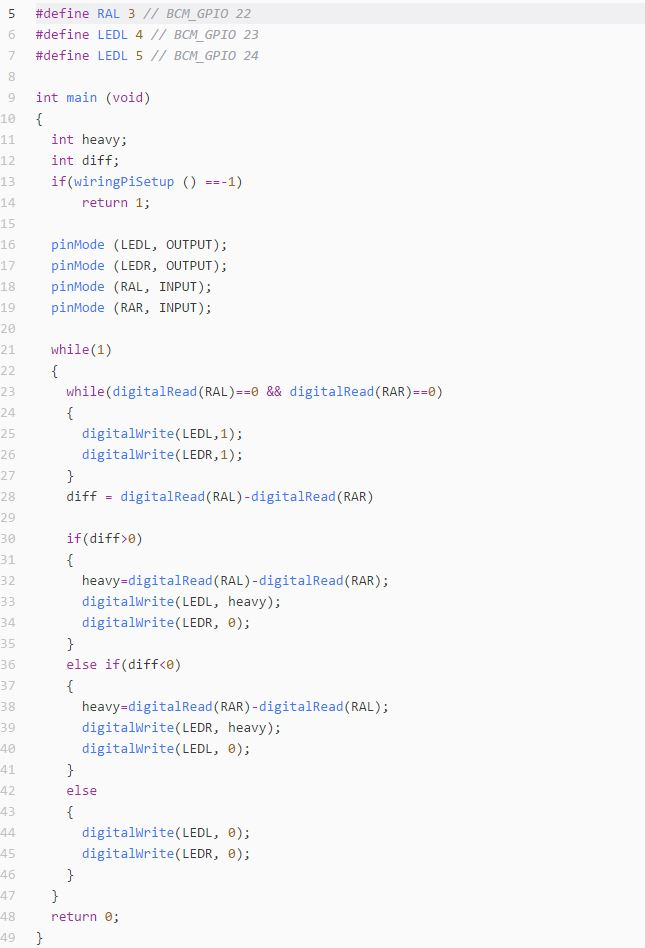 5 #define RAL 3 // BCM_GPIO 22
6 #define LEDL 4 // BCM_GPIO 23
7 #define LEDL 5 // BCM_GPIO 24
8
9 int main (void)
10 {
11   int heavy;
12   int diff;
13   if(wiringPiSetup () ==-1)
14       return 1;
15
16   pinMode (LEDL, OUTPUT);
17   pinMode (LEDR, OUTPUT);
18   pinMode (RAL, INPUT);
19   pinMode (RAR, INPUT);
20
21   while(1)
22   {
23     while(digitalRead(RAL)==0 && digitalRead(RAR)==0)
24     {
25       digitalWrite(LEDL,1);
26       digitalWrite(LEDR,1);
27     }
28     diff = digitalRead(RAL)-digitalRead(RAR)
29
30     if(diff>0)
31     {
32       heavy=digitalRead(RAL)-digitalRead(RAR);
33       digitalWrite(LEDL, heavy);
34       digitalWrite(LEDR, 0);
35     }
36     else if(diff<0)
37     {
38       heavy=digitalRead(RAR)-digitalRead(RAL);
39       digitalWrite(LEDR, heavy);
40       digitalWrite(LEDL, 0);
41     }
42     else
43     {
44       digitalWrite(LEDL, 0);
45       digitalWrite(LEDR, 0);
46     }
47   }
48   return 0;
49 }